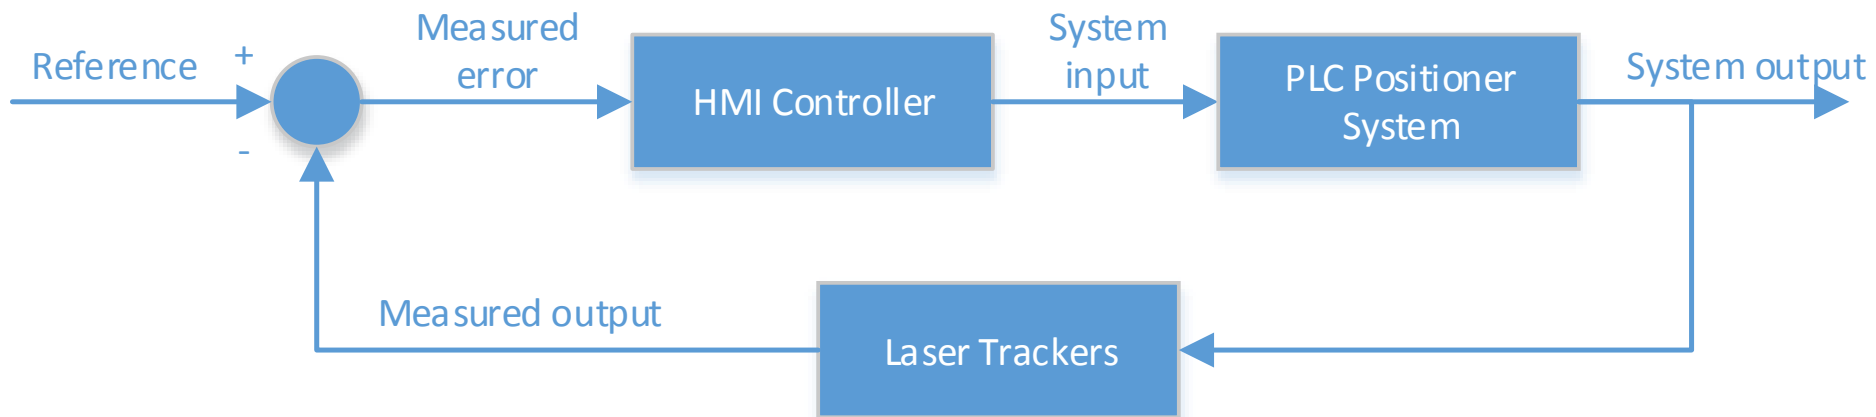 Reference
+
-
Measured
error
HMI Controller
System
input
PLC Positioner
System
System output
Measured output
Laser Trackers